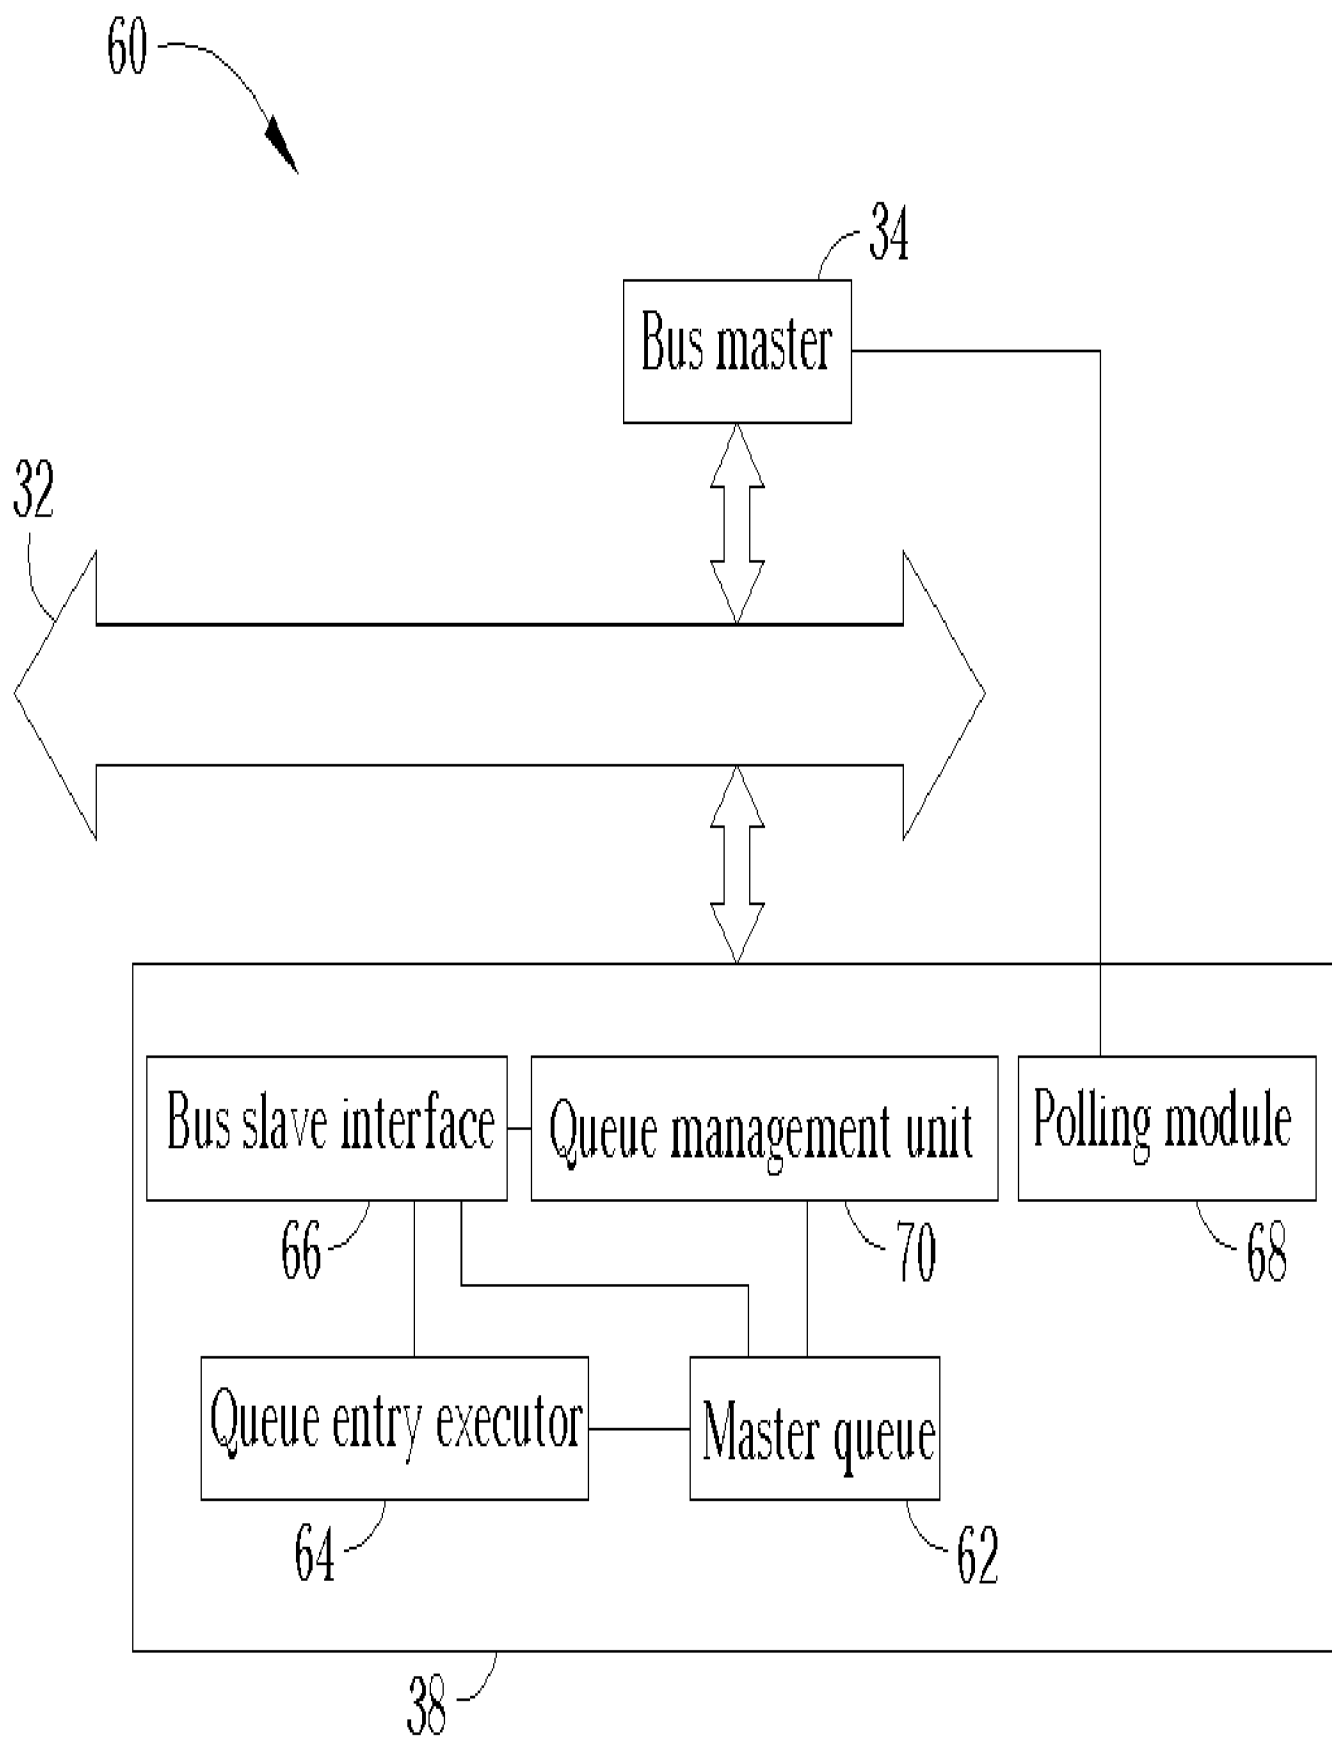 60
34
Bus master
32
Bus slave interface
Queue management unit
Polling module
66
70
68
Queue entry executor
Master queue
64
62
38